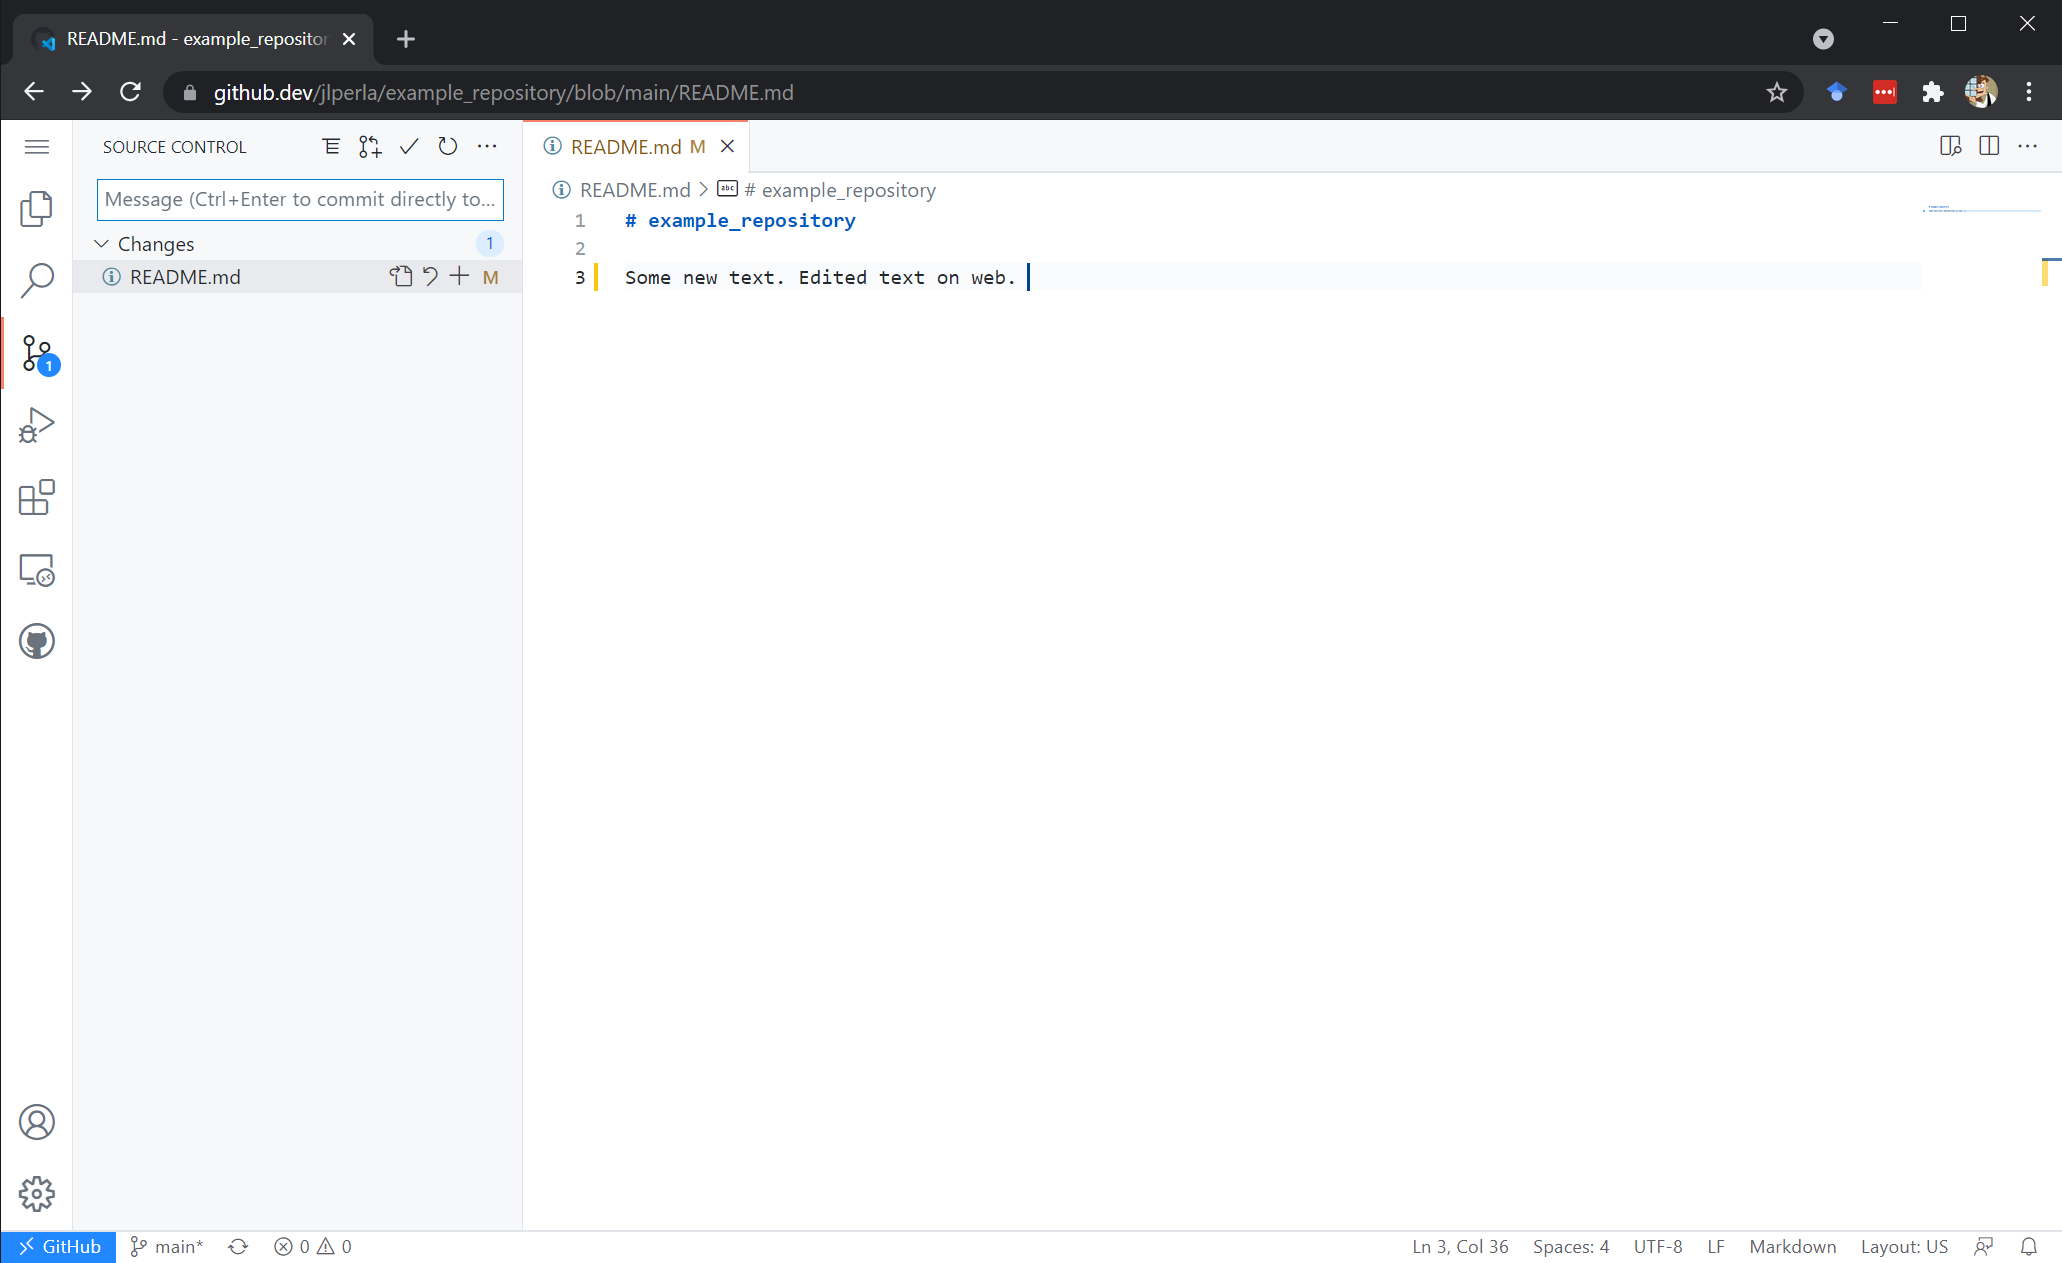 README.md - example_repositor
github.dev/jlperla/example_repository/blob/main/README.md
SOURCE CONTROL
Message (Ctrl+Enter to commit directly to...
Changes 1
README.md M
1
README.md M
README.md > abc # example_repository
1 # example_repository
2
3 Some new text. Edited text on web.
GitHub main* 0 0
Ln 3, Col 36 Spaces: 4 UTF-8 LF Markdown Layout: US